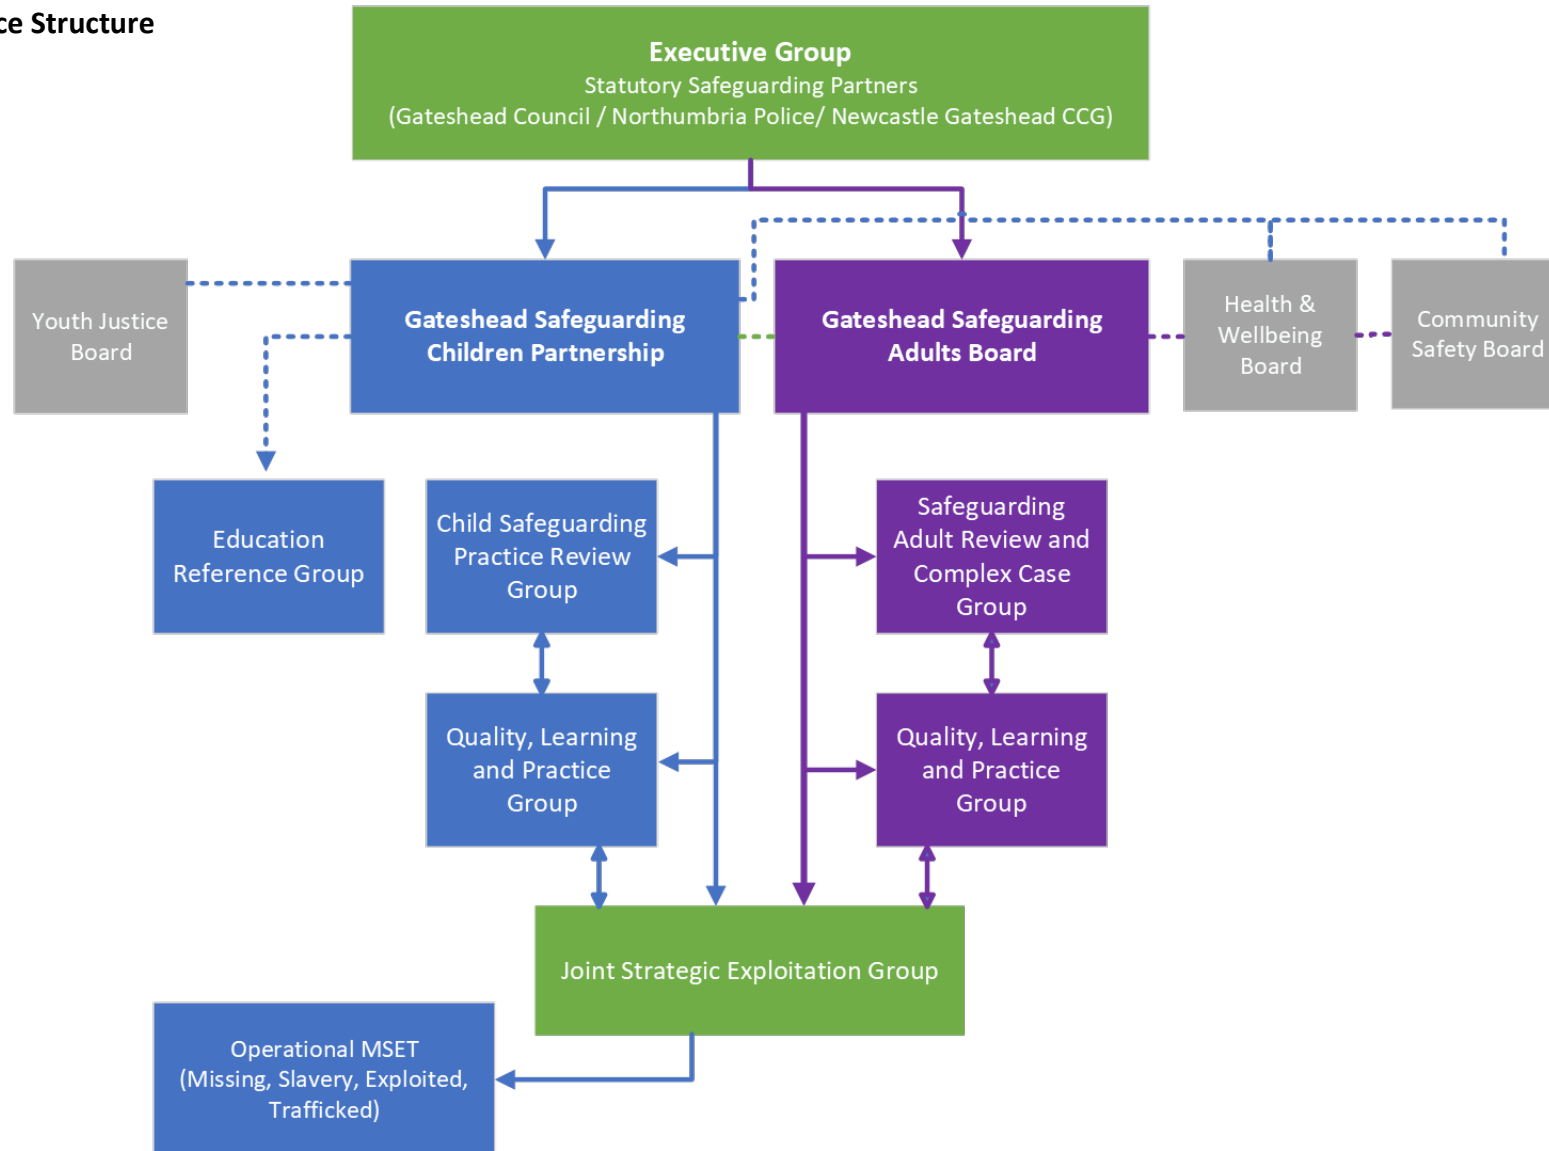 ce Structure
Executive Group
Statutory Safeguarding Partners
(Gateshead Council / Northumbria Police/ Newcastle Gateshead CCG)
Youth Justice
Board
Gateshead Safeguarding
Children Partnership
Gateshead Safeguarding
Adults Board
Health &
Wellbeing
Board
Community
Safety Board
Education
Reference Group
Child Safeguarding
Practice Review
Group
Safeguarding
Adult Review and
Complex Case
Group
Quality, Learning
and Practice
Group
Quality, Learning
and Practice
Group
Joint Strategic Exploitation Group
Operational MSET
(Missing, Slavery, Exploited,
Trafficked)